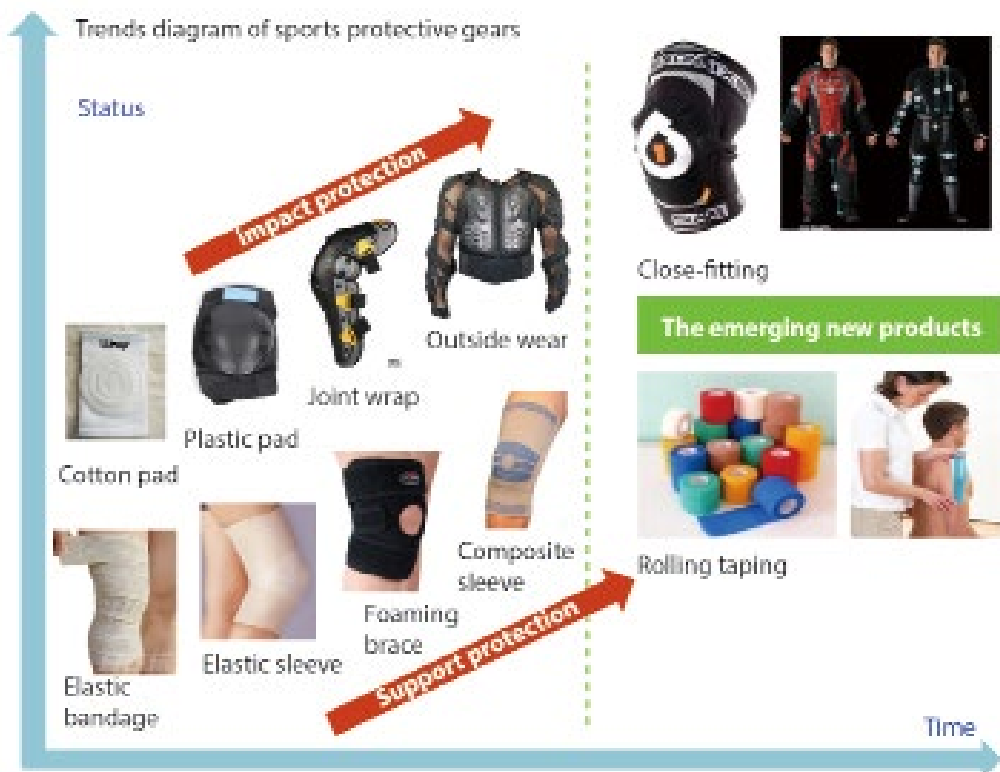 Trends diagram of sports protective gears
Status
Impact protection
Close-fitting
The emerging new products
Outside wear
Joint wrap
Plastic pad
Cotton pad
Composite
sleeve
Rolling taping
Foaming
brace
Support protection
Elastic sleeve
Elastic
bandage
Time